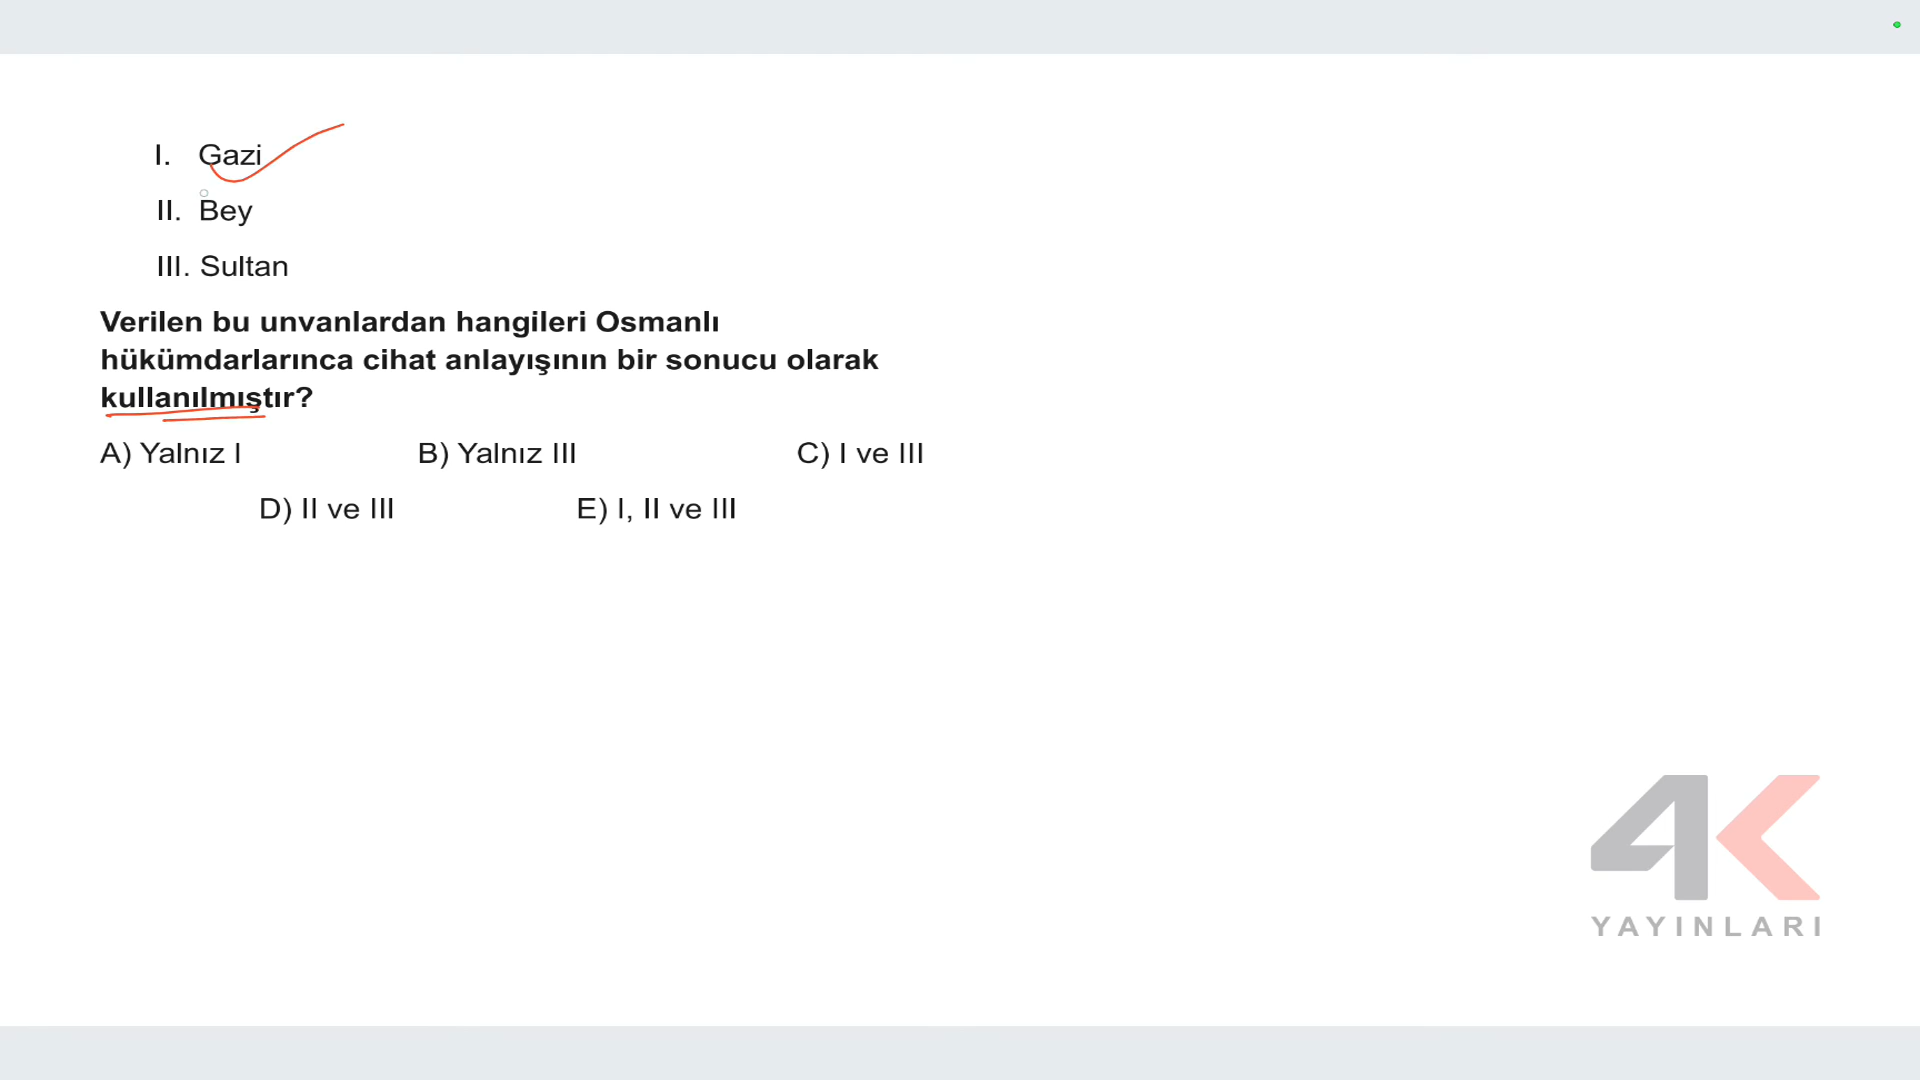 I. Gazi
II. Bey
III. Sultan
Verilen bu unvanlardan hangileri Osmanlı
hükümdarlarınca cihat anlayışının bir sonucu olarak
kullanılmıştır?
A) Yalnız I B) Yalnız III C) I ve III
D) II ve III E) I, II ve III
4K
YAYINLARI